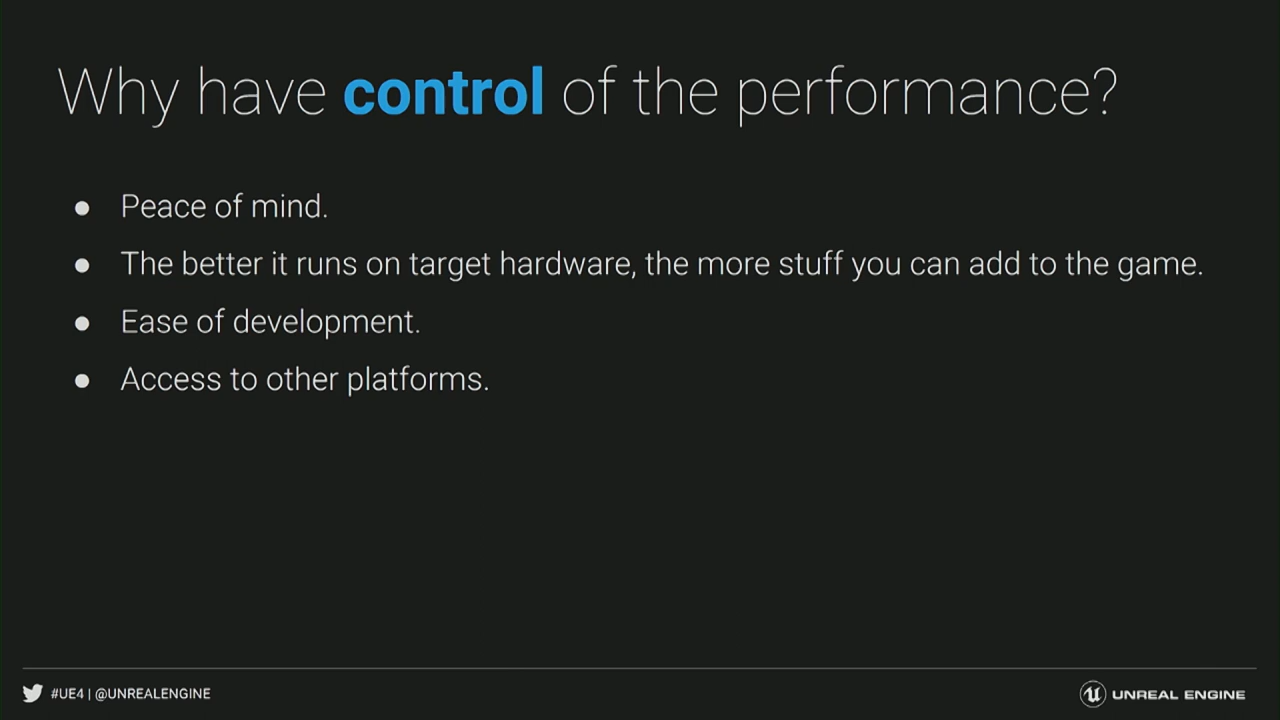 Why have control of the performance?
● Peace of mind.
● The better it runs on target hardware, the more stuff you can add to the game.
● Ease of development.
● Access to other platforms.
#UE4 | @UNREALENGINE
UNREAL ENGINE